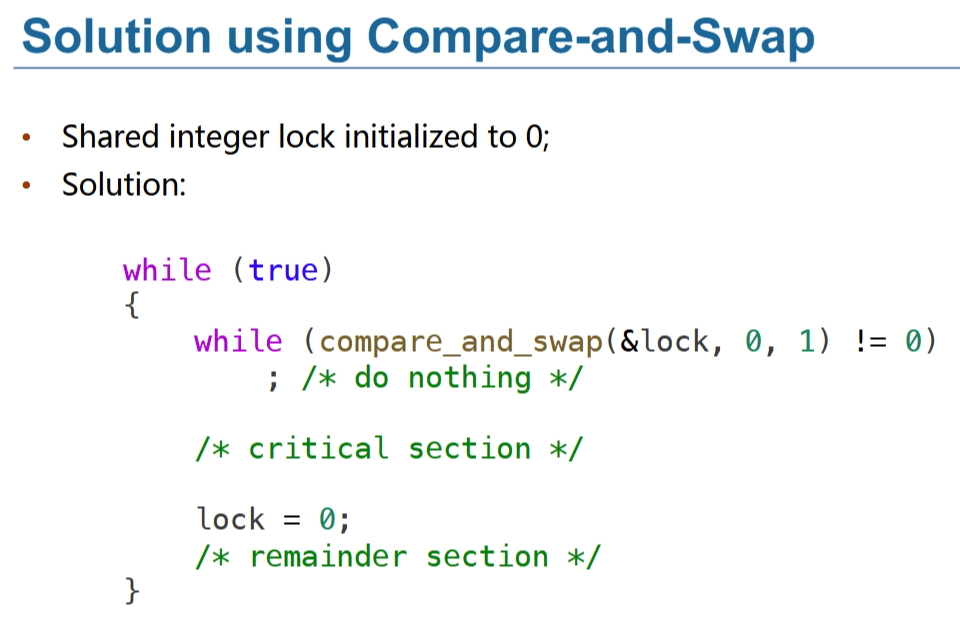 Solution using Compare-and-Swap
• Shared integer lock initialized to 0;
• Solution:
while (true)
{
    while (compare_and_swap(&lock, 0, 1) != 0)
        ; /* do nothing */
    /* critical section */
    lock = 0;
    /* remainder section */
}